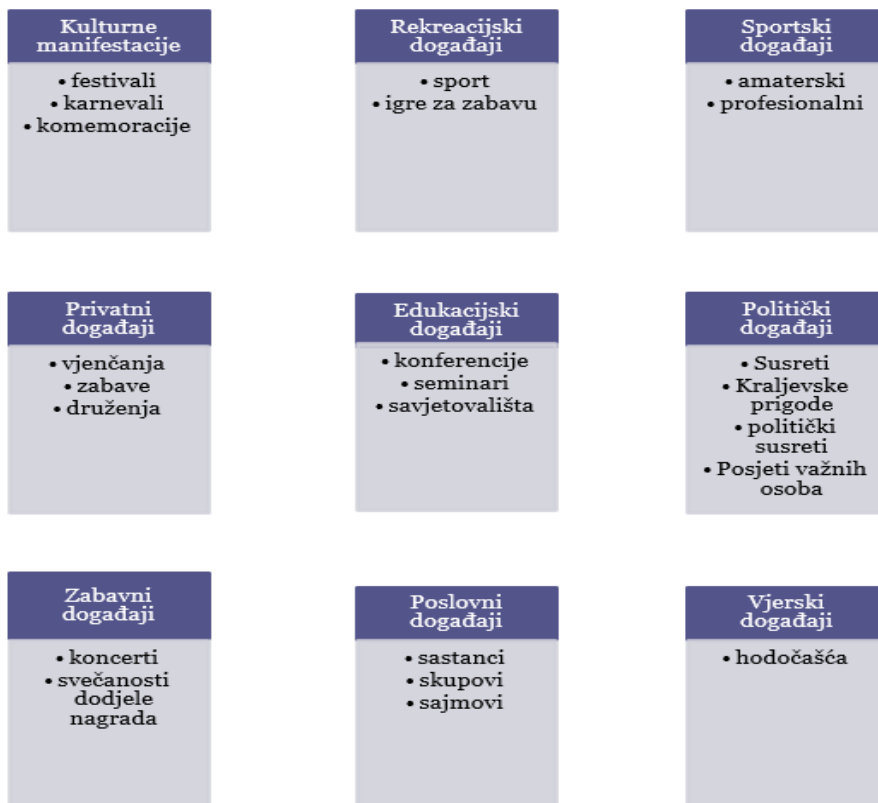 Kulturne
manifestacije
• festivali
• karnevali
• komemoracije
Rekreacijski
događaji
• sport
• igre za zabavu
Sportski
događaji
• amaterski
• profesionalni
Privatni
događaji
• vjenčanja
• zabave
• druženja
Edukacijski
događaji
• konferencije
• seminari
• savjetovališta
Politički
događaji
• Susreti
• Kraljevske
prigode
• politički
susreti
• Posjeti važnih
osoba
Zabavni
događaji
• koncerti
• svečanosti
dodjele
nagrada
Poslovni
događaji
• sastanci
• skupovi
• sajmovi
Vjerski
događaji
• hodočašća